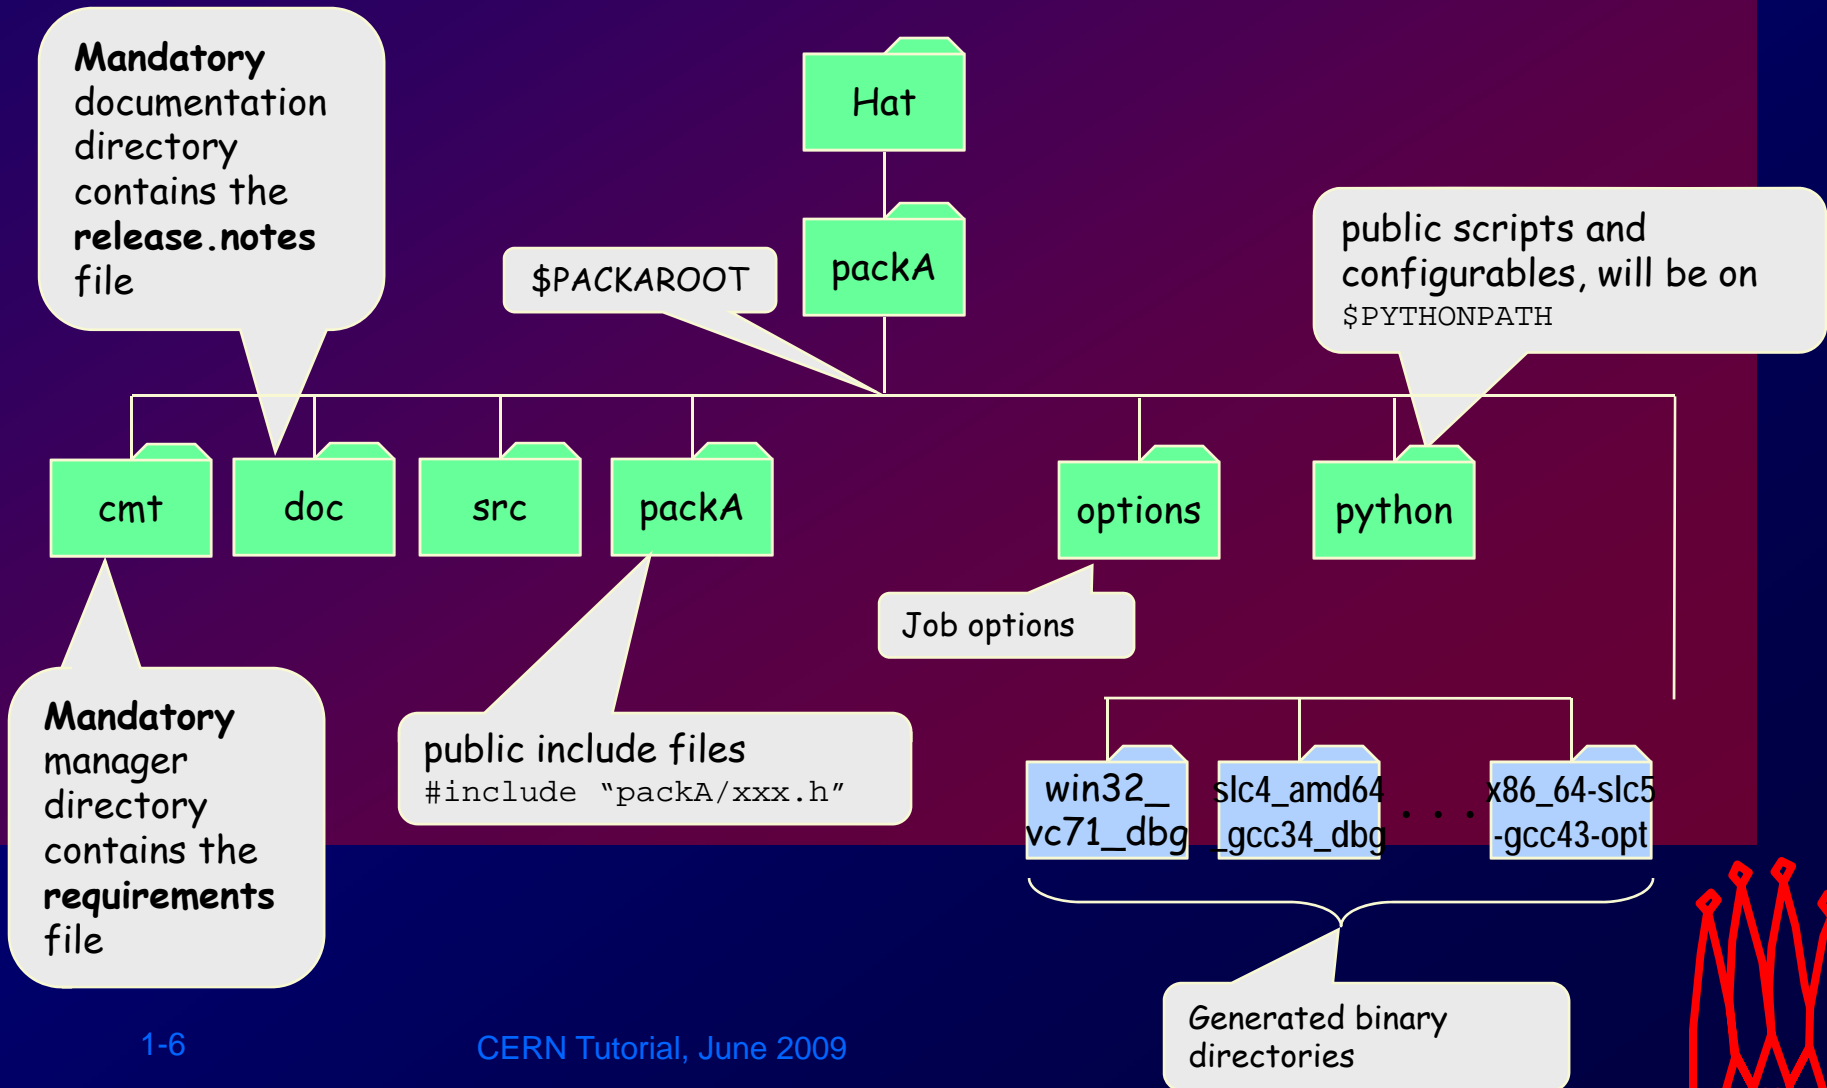 Mandatory
documentation
directory
contains the
release.notes
file
Hat
packA
$PACKAROOT
public scripts and
configurables, will be on
$PYTHONPATH
cmt
doc
src
packA
options
python
Job options
Mandatory
manager
directory
contains the
requirements
file
public include files
#include “packA/xxx.h”
win32_
vc71_dbg
slc4_amd64
_gcc34_dbg
. . .
x86_64-slc5
-gcc43-opt
Generated binary
directories
1-6
CERN Tutorial, June 2009